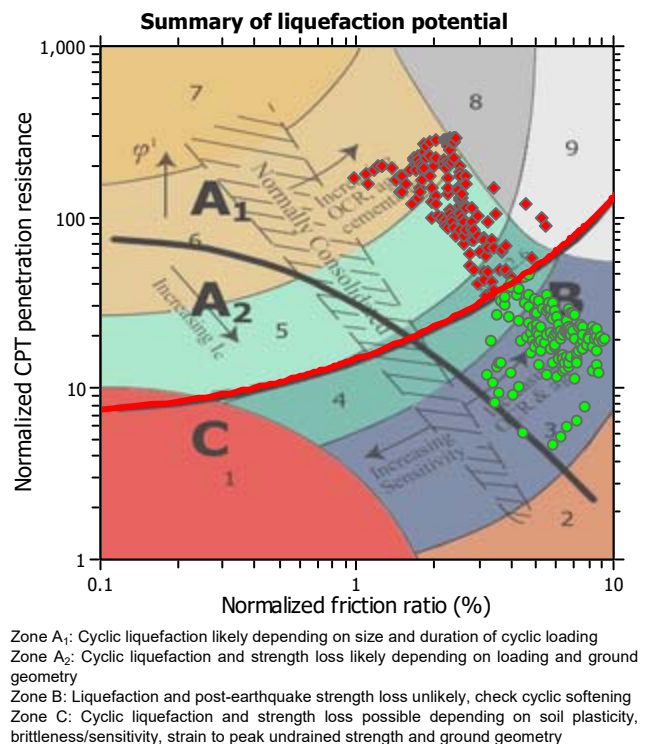 Summary of liquefaction potential
1,000
7
8
9
φ'
A1
Normally Consolidated
Increasing
OCR,
cement
100
6
A2
Increasing Ic
5
B
10
4
C
1
Increasing
Sensitivity
3
2
1
0.1
1
10
Normalized CPT penetration resistance
Normalized friction ratio (%)
Zone A1: Cyclic liquefaction likely depending on size and duration of cyclic loading
Zone A2: Cyclic liquefaction and strength loss likely depending on loading and ground
geometry
Zone B: Liquefaction and post-earthquake strength loss unlikely, check cyclic softening
Zone C: Cyclic liquefaction and strength loss possible depending on soil plasticity,
brittleness/sensitivity, strain to peak undrained strength and ground geometry